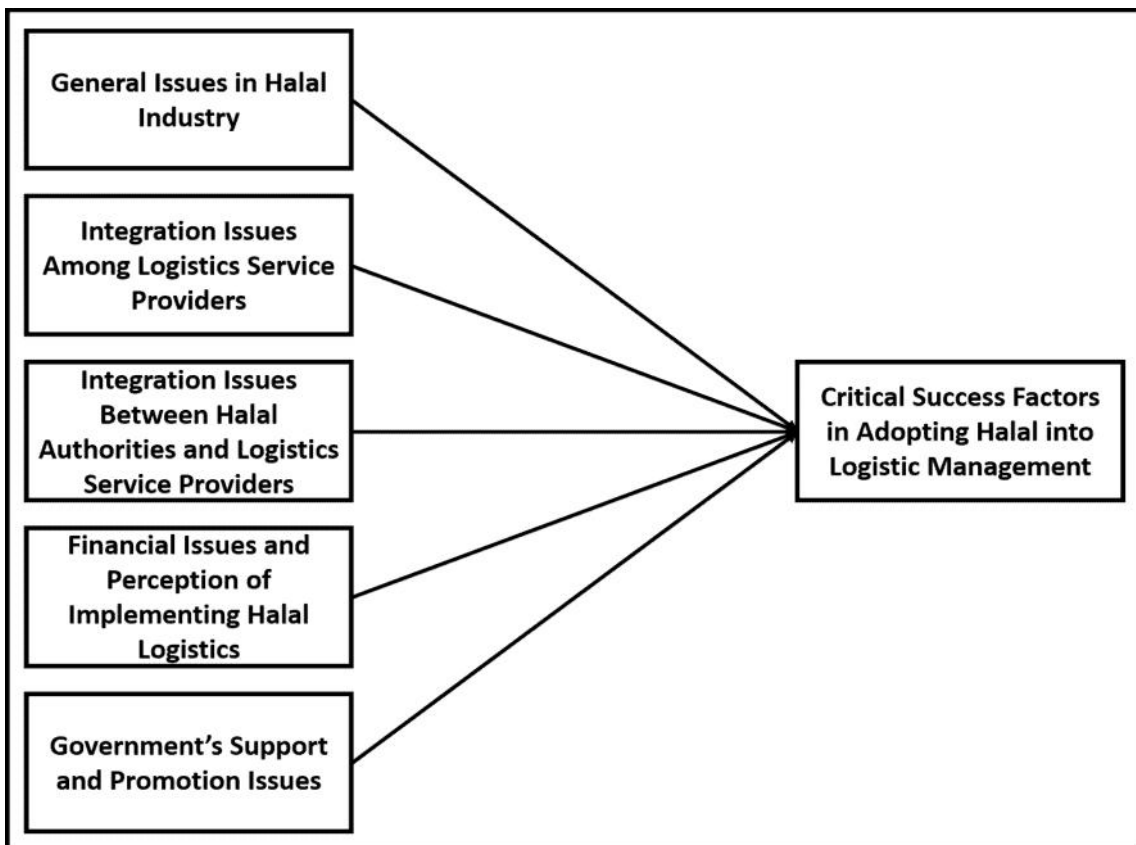 General Issues in Halal
Industry
Integration Issues
Among Logistics Service
Providers
Integration Issues
Between Halal
Authorities and Logistics
Service Providers
Financial Issues and
Perception of
Implementing Halal
Logistics
Government’s Support
and Promotion Issues
Critical Success Factors
in Adopting Halal into
Logistic Management